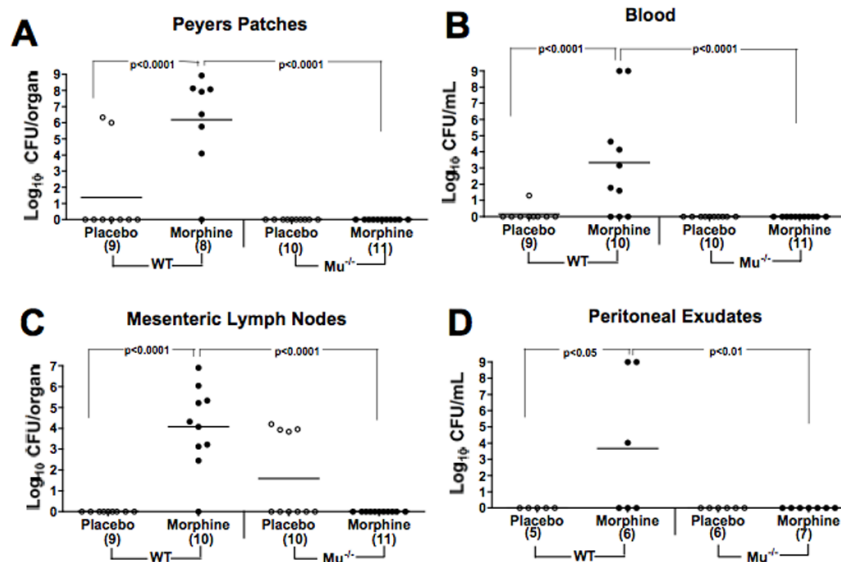 A
Peyers Patches
p<0.0001
p<0.0001
Log10 CFU/organ
9
8
7
6
5
4
3
2
1
0
Placebo Morphine Placebo Morphine
(9) (8) (10) (11)
WT Mu-/-
B
Blood
p<0.0001
p<0.0001
Log10 CFU/mL
9
8
7
6
5
4
3
2
1
0
Placebo Morphine Placebo Morphine
(9) (10) (10) (11)
WT Mu-/-
C
Mesenteric Lymph Nodes
p<0.0001
p<0.0001
Log10 CFU/organ
7
6
5
4
3
2
1
0
Placebo Morphine Placebo Morphine
(9) (10) (10) (11)
WT Mu-/-
D
Peritoneal Exudates
p<0.05
p<0.01
Log10 CFU/mL
9
8
7
6
5
4
3
2
1
0
Placebo Morphine Placebo Morphine
(5) (6) (6) (7)
WT Mu-/-